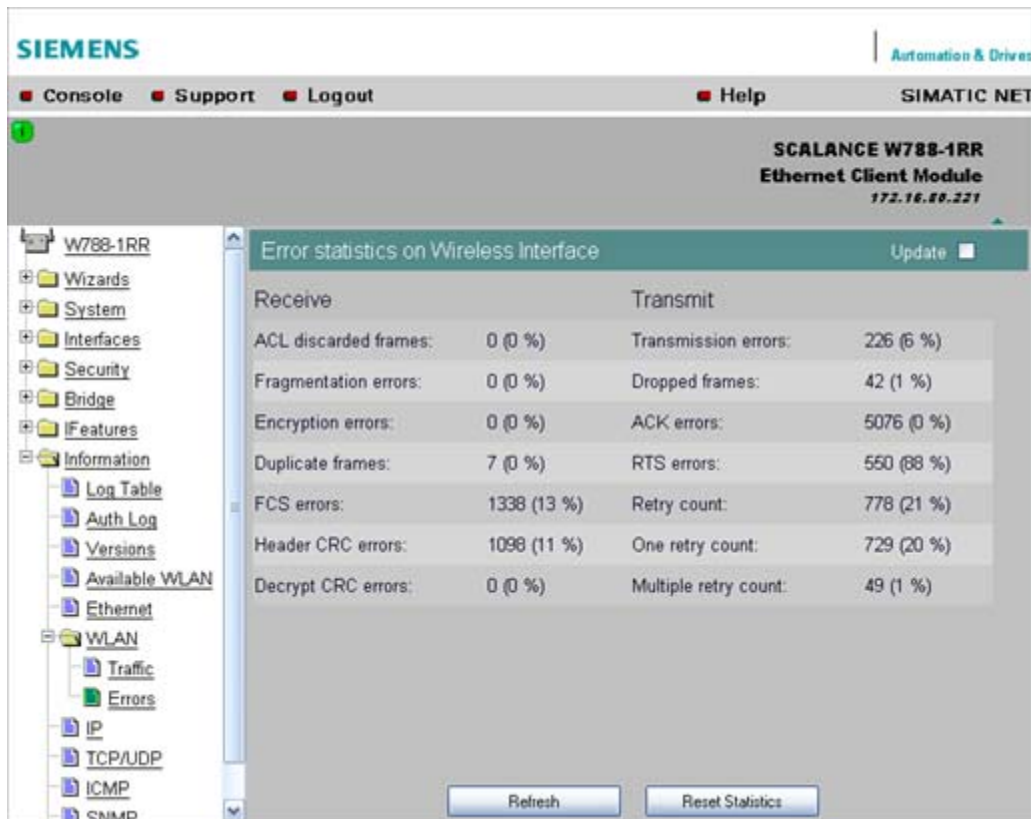 SIEMENS
Automation & Drives
Console Support Logout Help SIMATIC NET
SCALANCE W788-1RR
Ethernet Client Module
172.16.80.221
W788-1RR
Wizards
System
Interfaces
Security
Bridge
IFeatures
Information
Log Table
Auth Log
Versions
Available WLAN
Ethernet
WLAN
Traffic
Errors
IP
TCP/UDP
ICMP
SNMP
Error statistics on Wireless Interface Update
Receive Transmit
ACL discarded frames: 0 (0 %) Transmission errors: 226 (6 %)
Fragmentation errors: 0 (0 %) Dropped frames: 42 (1 %)
Encryption errors: 0 (0 %) ACK errors: 5076 (0 %)
Duplicate frames: 7 (0 %) RTS errors: 550 (88 %)
FCS errors: 1338 (13 %) Retry count: 778 (21 %)
Header CRC errors: 1098 (11 %) One retry count: 729 (20 %)
Decrypt CRC errors: 0 (0 %) Multiple retry count: 49 (1 %)
Refresh Reset Statistics